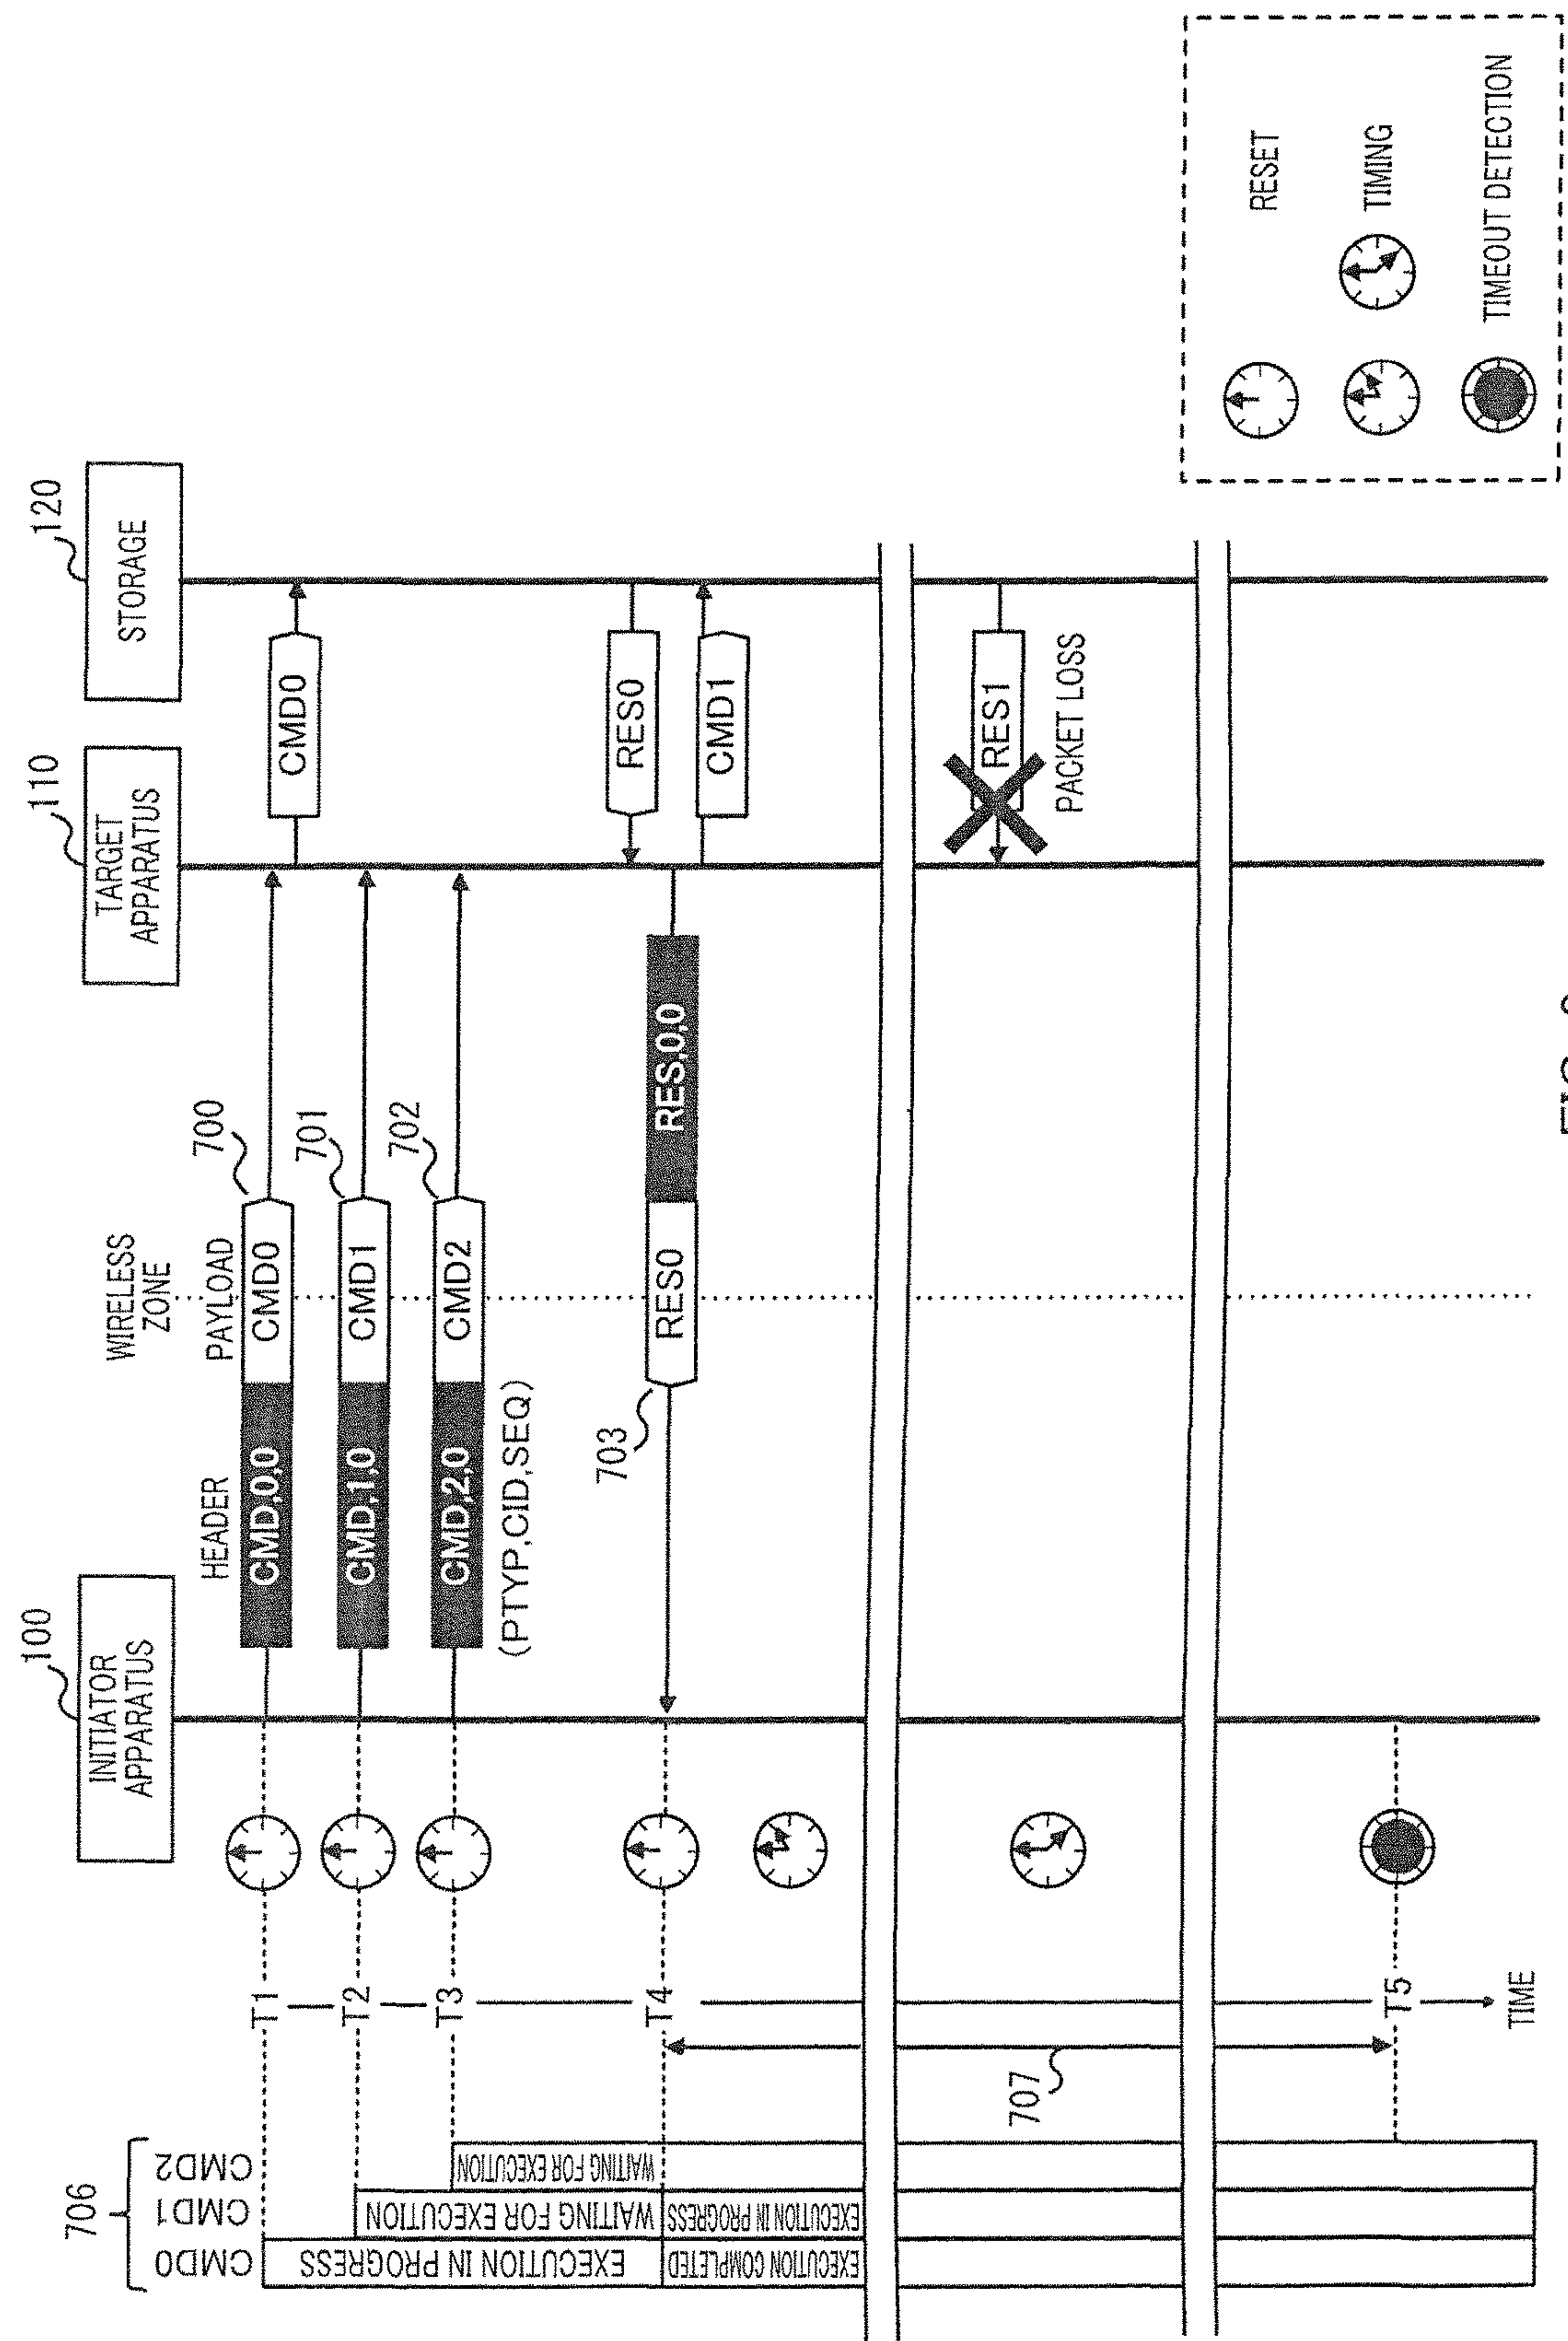 100
INITIATOR
APPARATUS
WIRELESS
ZONE
110
TARGET
APPARATUS
120
STORAGE
706
CMD0
CMD1
CMD2
HEADER
PAYLOAD
T1
CMD,0,0
CMD0
700
CMD0
T2
CMD,1,0
CMD1
701
T3
CMD,2,0
CMD2
702
(PTYP,CID,SEQ)
EXECUTION IN PROGRESS
WAITING FOR EXECUTION
WAITING FOR EXECUTION
RES0
703
T4
RES0
RES,0,0
CMD1
EXECUTION COMPLETED
EXECUTION IN PROGRESS
707
RES1
PACKET LOSS
T5
TIME
RESET
TIMING
TIMEOUT DETECTION